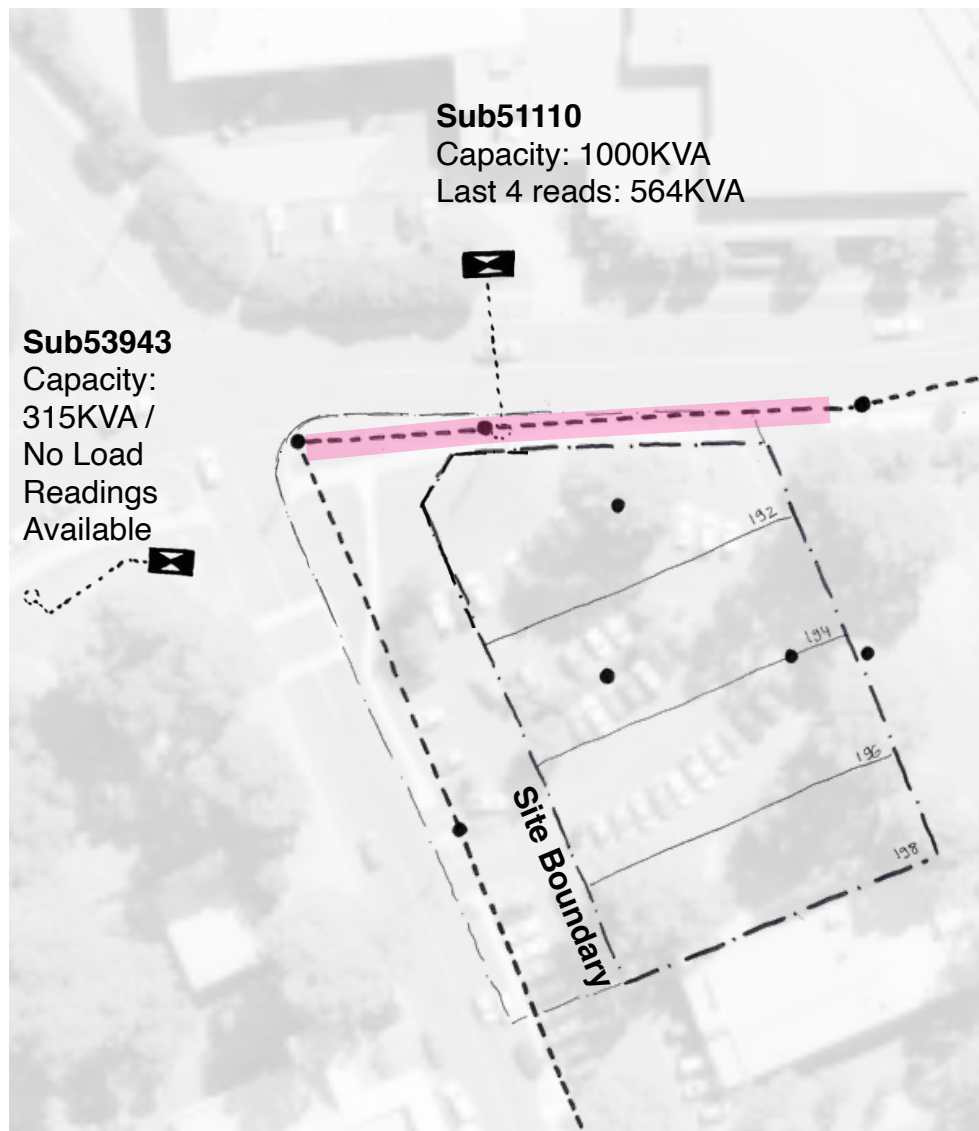 Sub51110
Capacity: 1000KVA
Last 4 reads: 564KVA
Sub53943
Capacity:
315KVA /
No Load
Readings
Available
192
194
196
198
Site Boundary